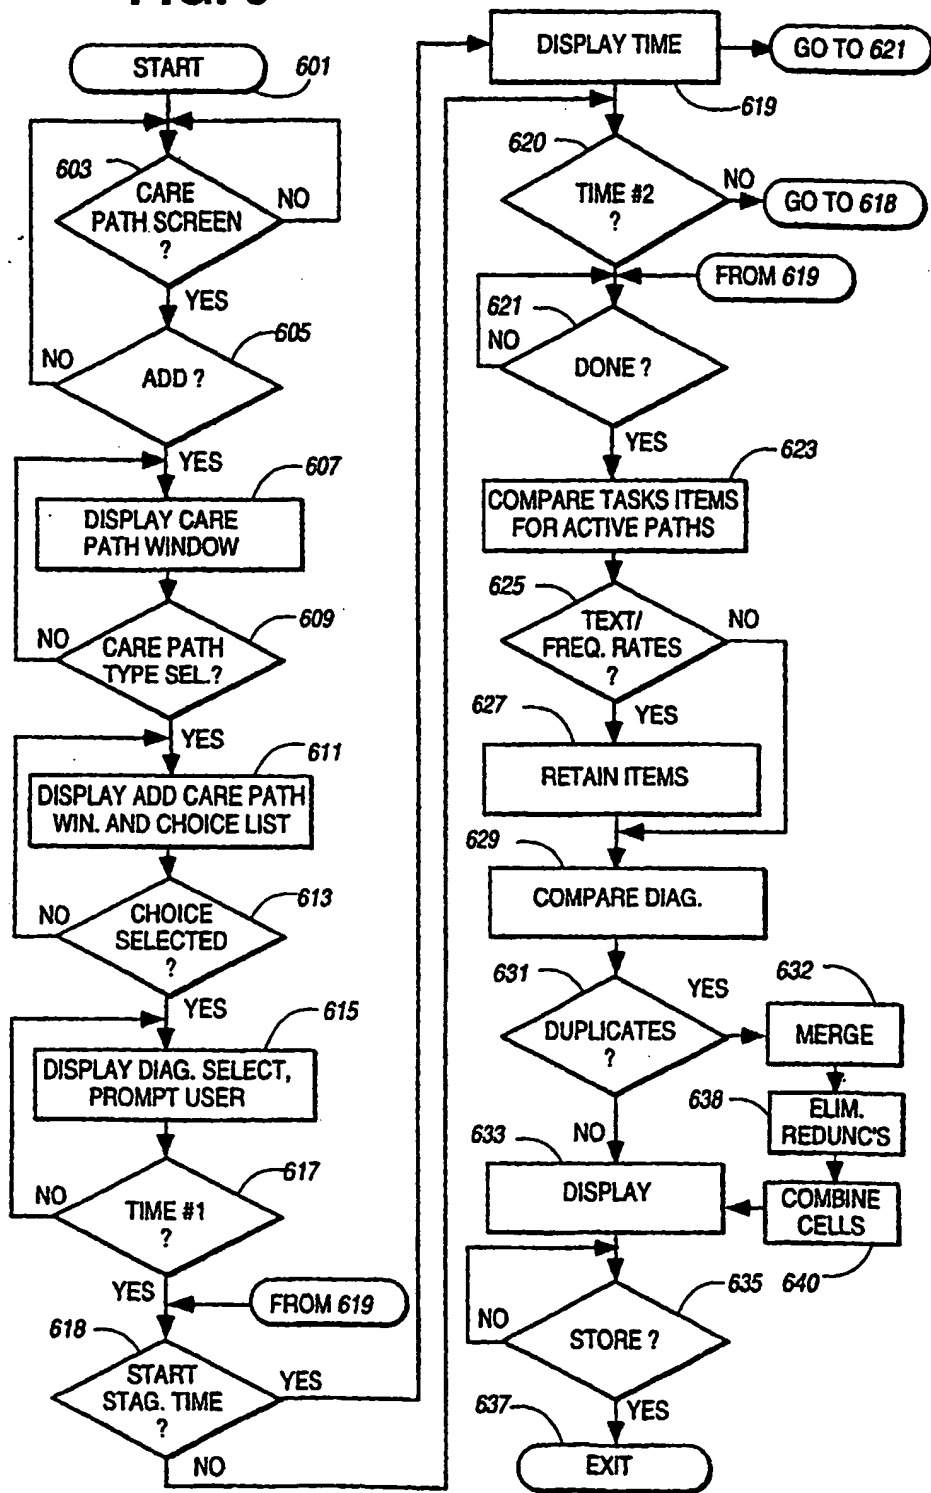 START
601
603
CARE
PATH SCREEN
?
NO
YES
605
NO
ADD ?
YES
607
DISPLAY CARE
PATH WINDOW
609
NO
CARE PATH
TYPE SEL.?
YES
611
DISPLAY ADD CARE PATH
WIN. AND CHOICE LIST
613
NO
CHOICE
SELECTED
?
YES
615
DISPLAY DIAG. SELECT,
PROMPT USER
617
NO
TIME #1
?
YES
FROM 619
618
START
STAG. TIME
?
YES
NO
DISPLAY TIME
GO TO 621
619
620
TIME #2
?
NO
GO TO 618
FROM 619
621
NO
DONE ?
YES
623
COMPARE TASKS ITEMS
FOR ACTIVE PATHS
625
TEXT/
FREQ. RATES
?
NO
627
YES
RETAIN ITEMS
629
COMPARE DIAG.
631
DUPLICATES
?
YES
632
MERGE
638
ELIM.
REDUNC'S
NO
633
DISPLAY
COMBINE
CELLS
635
640
NO
STORE ?
YES
637
EXIT